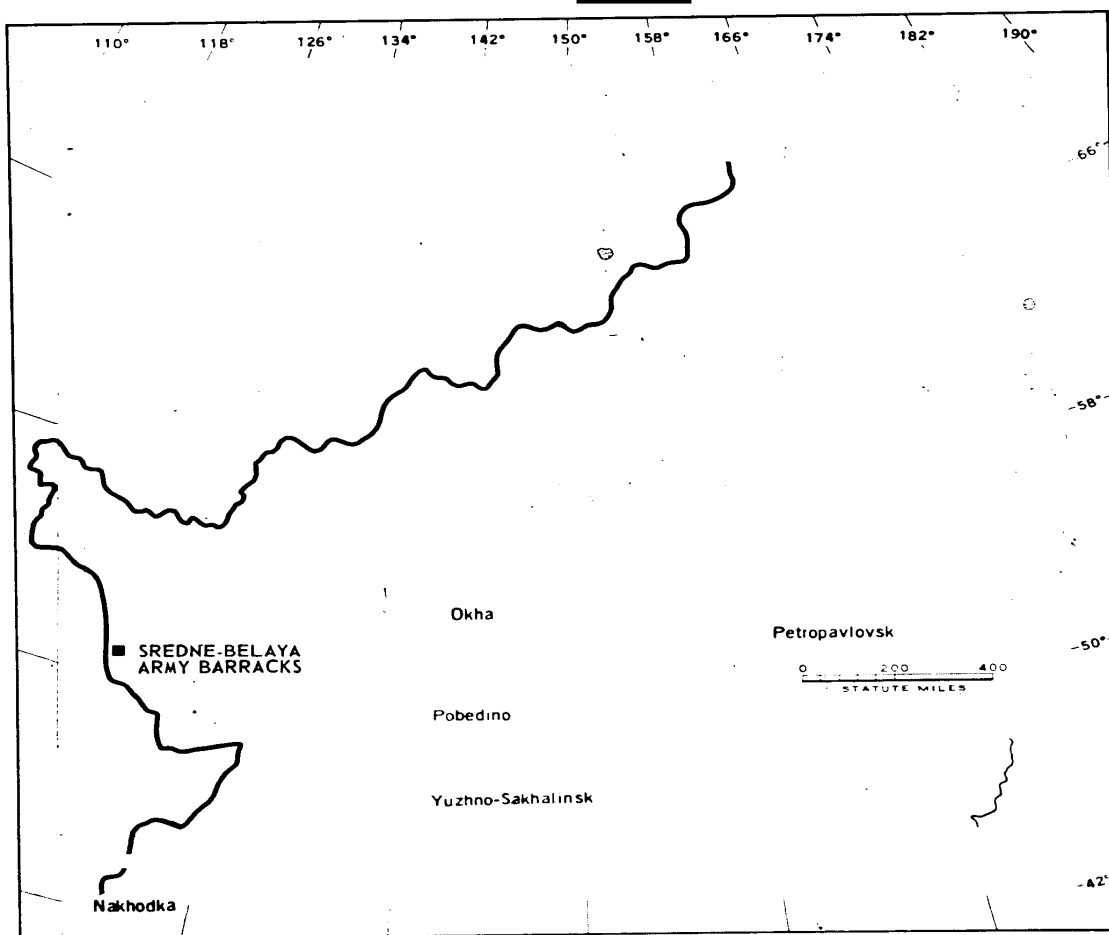 110° 118° 126° 134° 142° 150° 158° 166° 174° 182° 190°
66°
58°
Okha
Petropavlovsk
50°
SREDNE-BELAYA
ARMY BARRACKS
0 200 400
STATUTE MILES
Pobedino
Yuzhno-Sakhalinsk
42°
Nakhodka